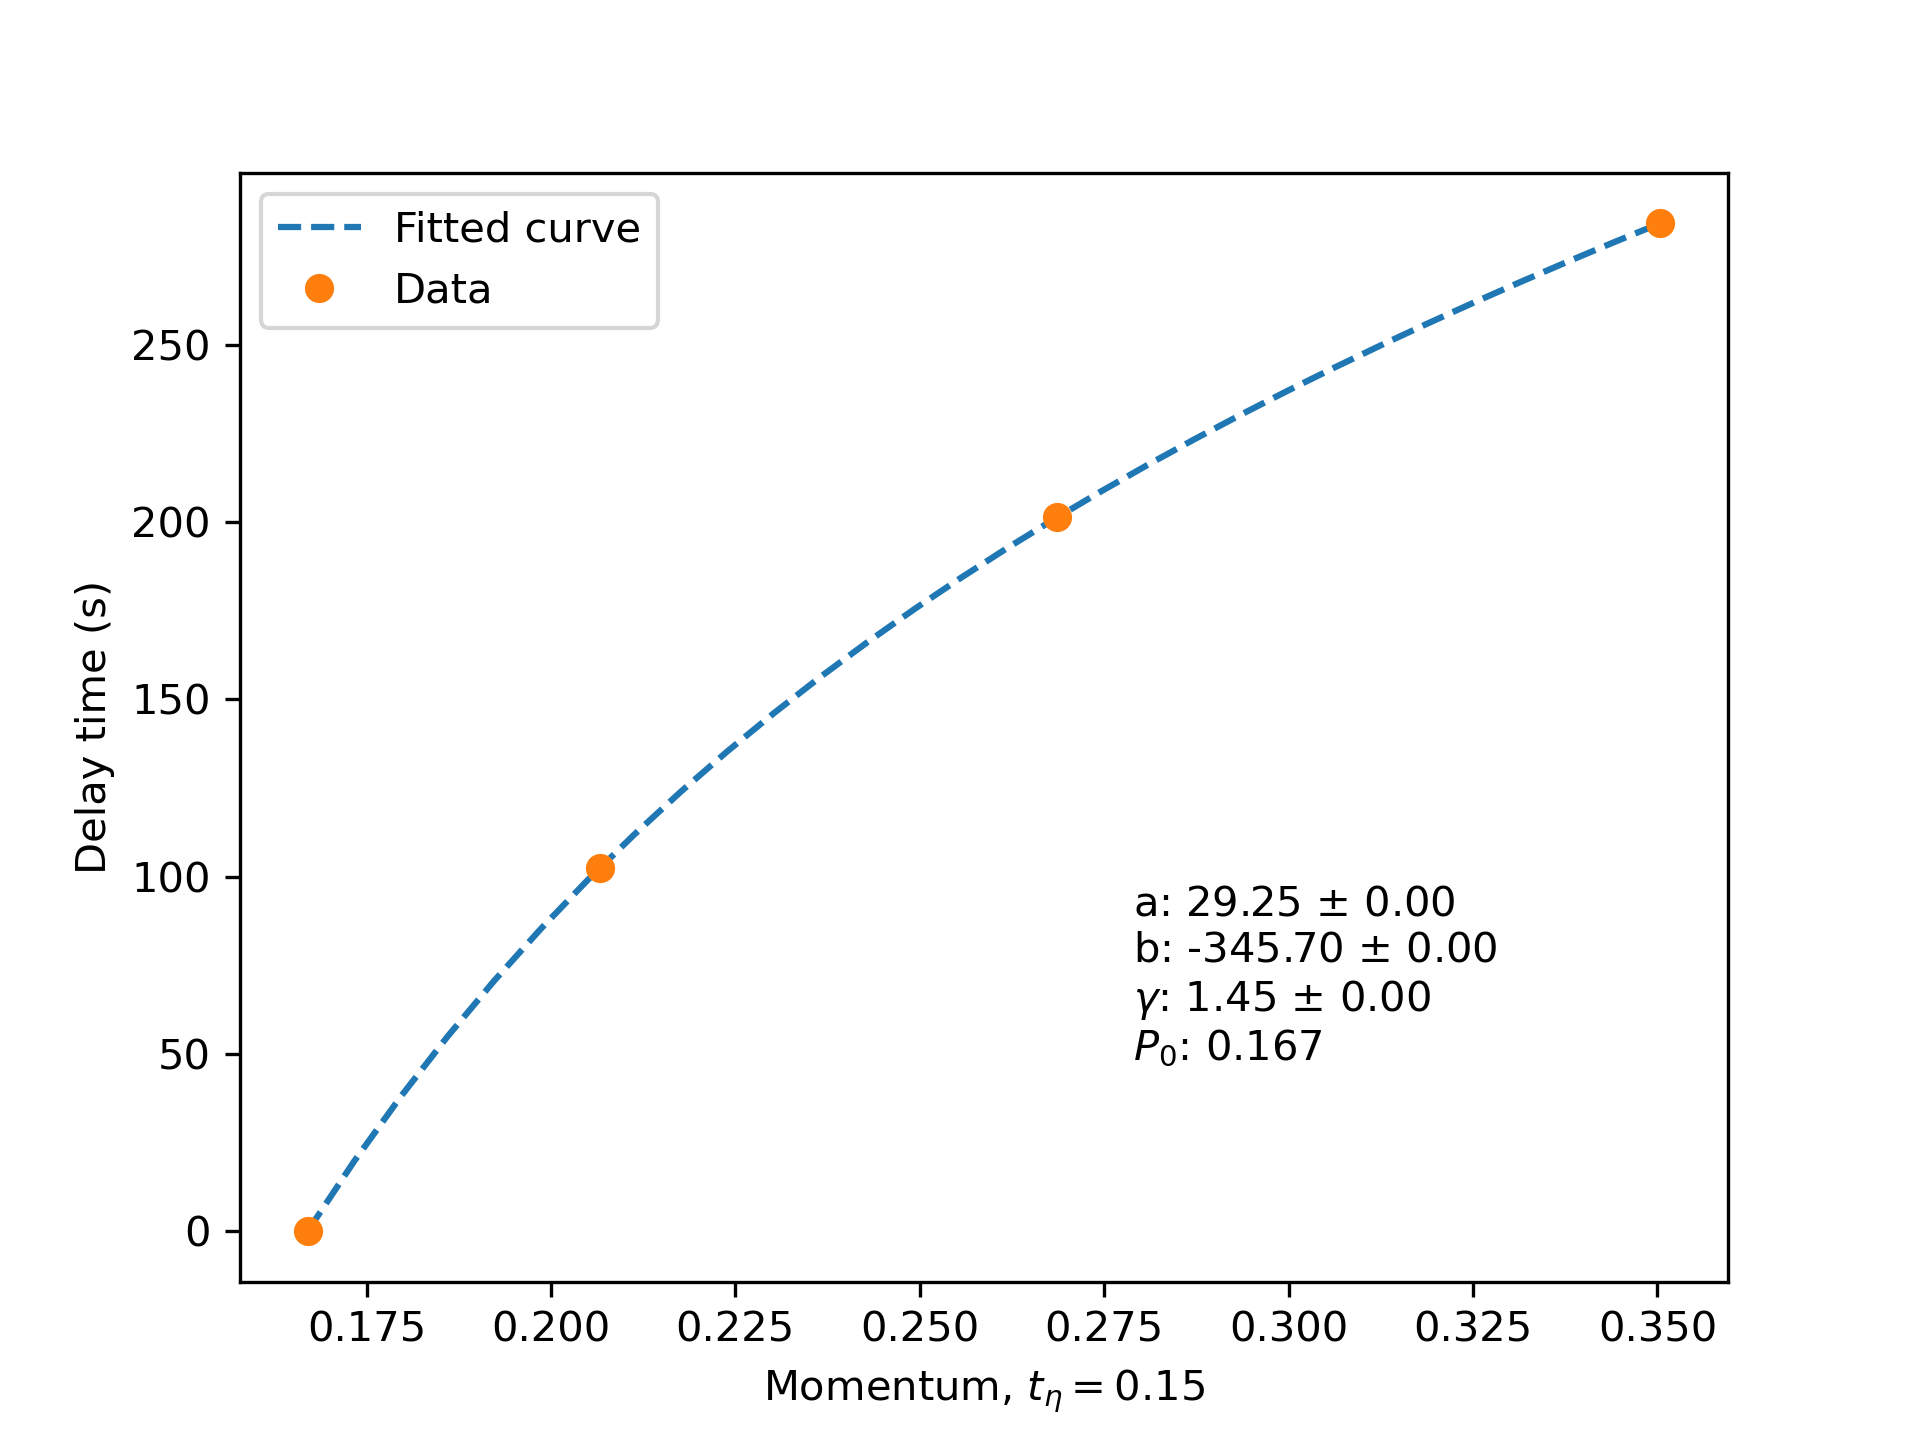 Fitted curve
Data
250
200
150
100
50
0
Delay time (s)
a: 29.25 ± 0.00
b: -345.70 ± 0.00
γ: 1.45 ± 0.00
P₀: 0.167
0.175 0.200 0.225 0.250 0.275 0.300 0.325 0.350
Momentum, t_η = 0.15